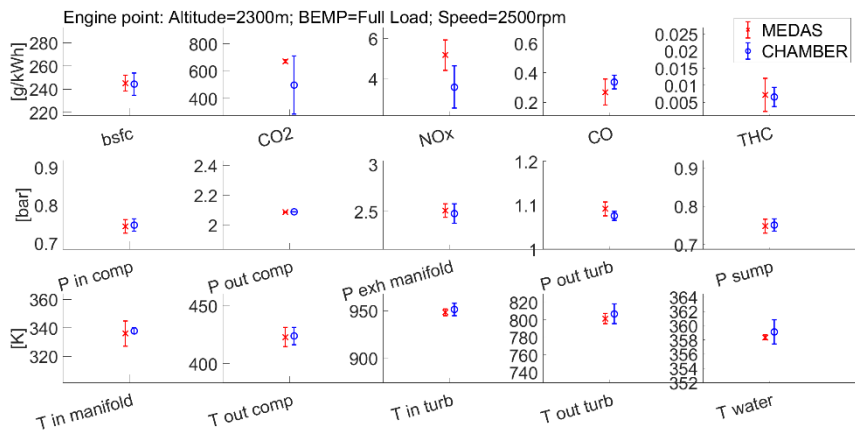 Engine point: Altitude=2300m; BEMP=Full Load; Speed=2500rpm
MEDAS
CHAMBER
[g/kWh]
280
260
240
220
bsfc
800
600
400
CO2
6
4
NOx
0.6
0.4
0.2
CO
0.025
0.02
0.015
0.01
0.005
THC
[bar]
0.9
0.8
0.7
P in comp
2.4
2.2
2
P out comp
3
2.5
P exh manifold
1.2
1.1
1
P out turb
0.9
0.8
0.7
P sump
[K]
360
340
320
T in manifold
450
400
T out comp
950
900
T in turb
820
800
780
760
740
T out turb
364
362
360
358
356
354
352
T water